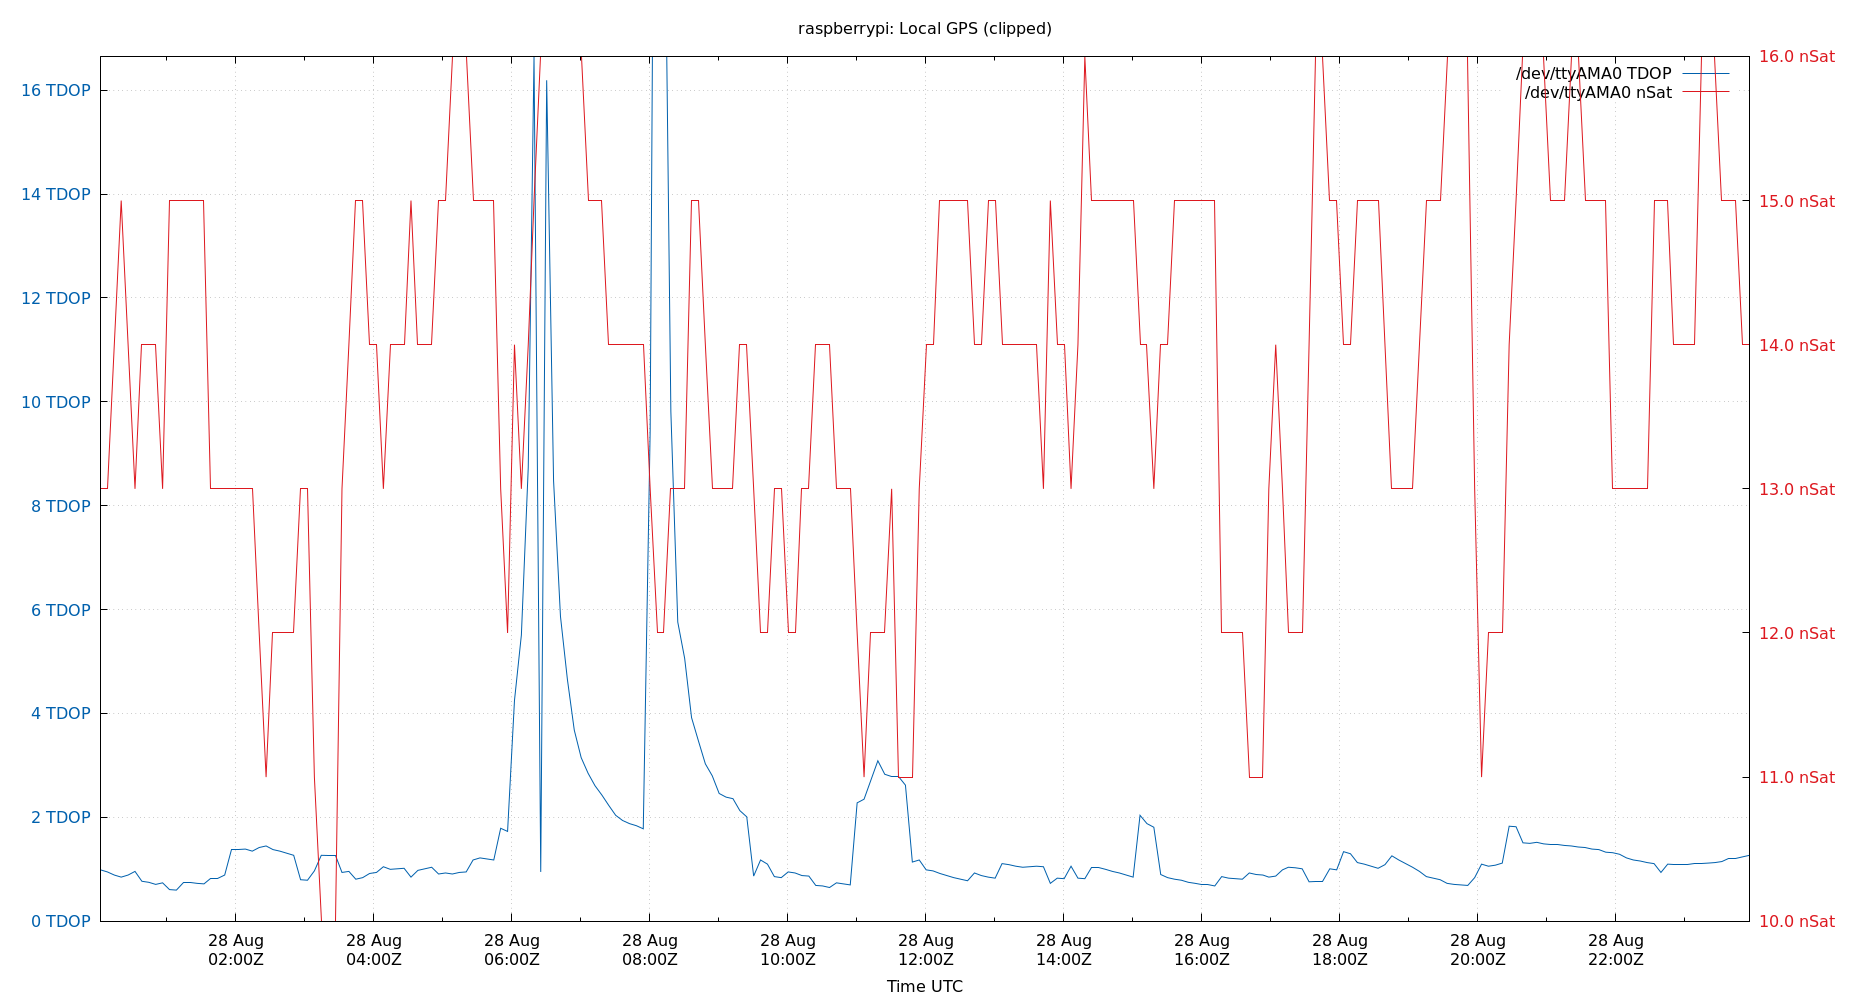 raspberrypi: Local GPS (clipped)
/dev/ttyAMA0 TDOP
/dev/ttyAMA0 nSat
16 TDOP
14 TDOP
12 TDOP
10 TDOP
8 TDOP
6 TDOP
4 TDOP
2 TDOP
0 TDOP
16.0 nSat
15.0 nSat
14.0 nSat
13.0 nSat
12.0 nSat
11.0 nSat
10.0 nSat
28 Aug
02:00Z
28 Aug
04:00Z
28 Aug
06:00Z
28 Aug
08:00Z
28 Aug
10:00Z
28 Aug
12:00Z
28 Aug
14:00Z
28 Aug
16:00Z
28 Aug
18:00Z
28 Aug
20:00Z
28 Aug
22:00Z
Time UTC